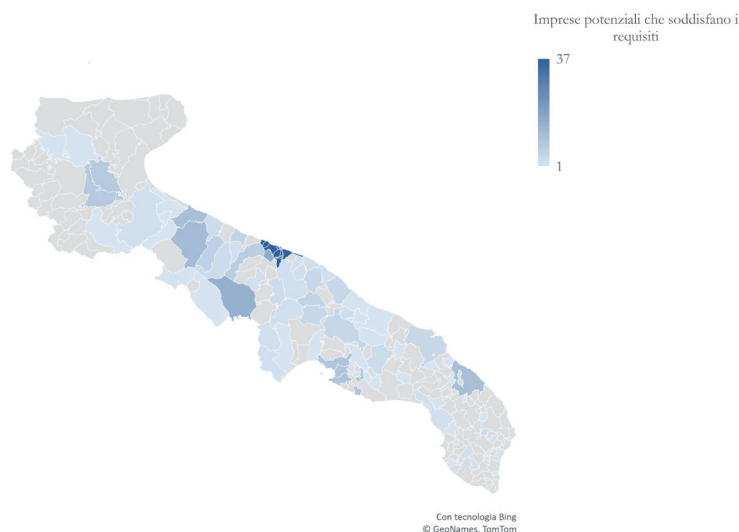 Imprese potenziali che soddisfano i
requisiti
37
1
Con tecnologia Bing
© GeoNames, TomTom